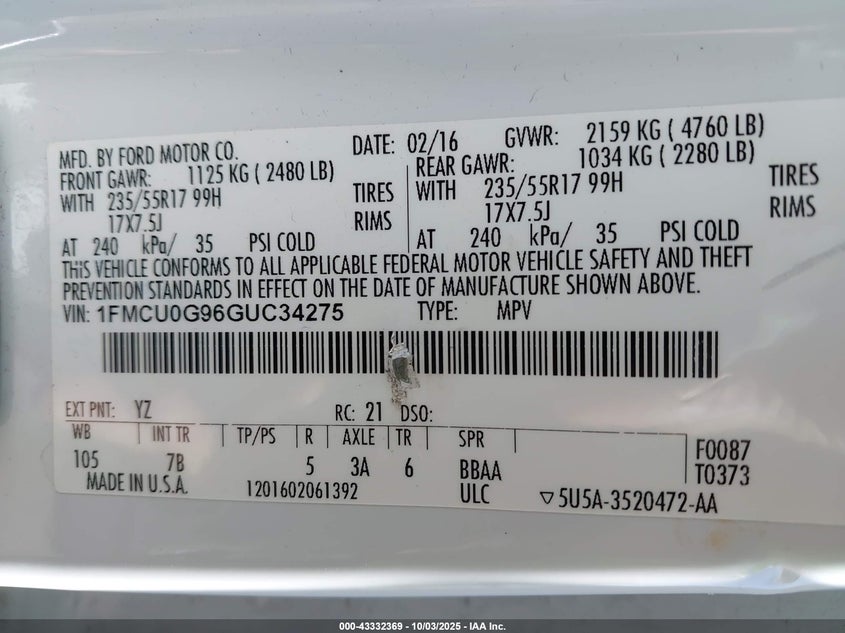 MFD. BY FORD MOTOR CO. DATE: 02/16 GVWR: 2159 KG ( 4760 LB)
FRONT GAWR: 1125 KG ( 2480 LB) REAR GAWR: 1034 KG ( 2280 LB)
WITH 235/55R17 99H TIRES WITH 235/55R17 99H TIRES
17X7.5J RIMS 17X7.5J RIMS
AT 240 kPa/ 35 PSI COLD AT 240 kPa/ 35 PSI COLD
THIS VEHICLE CONFORMS TO ALL APPLICABLE FEDERAL MOTOR VEHICLE SAFETY AND THEFT
PREVENTION STANDARDS IN EFFECT ON THE DATE OF MANUFACTURE SHOWN ABOVE.
VIN: 1FMCU0G96GUC34275 TYPE: MPV
EXT PNT: YZ RC: 21 DSO:
WB INT TR TP/PS R AXLE TR SPR F0087
105 7B 5 3A 6 BBAA T0373
MADE IN U.S.A. 1201602061392 ULC ▽5U5A-3520472-AA
000-43332369 - 10/03/2025 - IAA Inc.